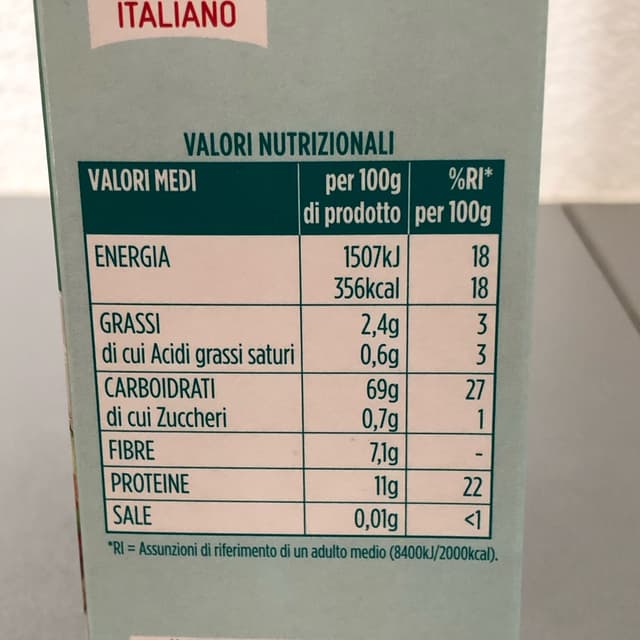 ITALIANO
VALORI NUTRIZIONALI
VALORI MEDI per 100g di prodotto %RI* per 100g
ENERGIA 1507kJ 18
356kcal 18
GRASSI 2,4g 3
di cui Acidi grassi saturi 0,6g 3
CARBOIDRATI 69g 27
di cui Zuccheri 0,7g 1
FIBRE 7,1g -
PROTEINE 11g 22
SALE 0,01g <1
*RI = Assunzioni di riferimento di un adulto medio (8400kJ/2000kcal).